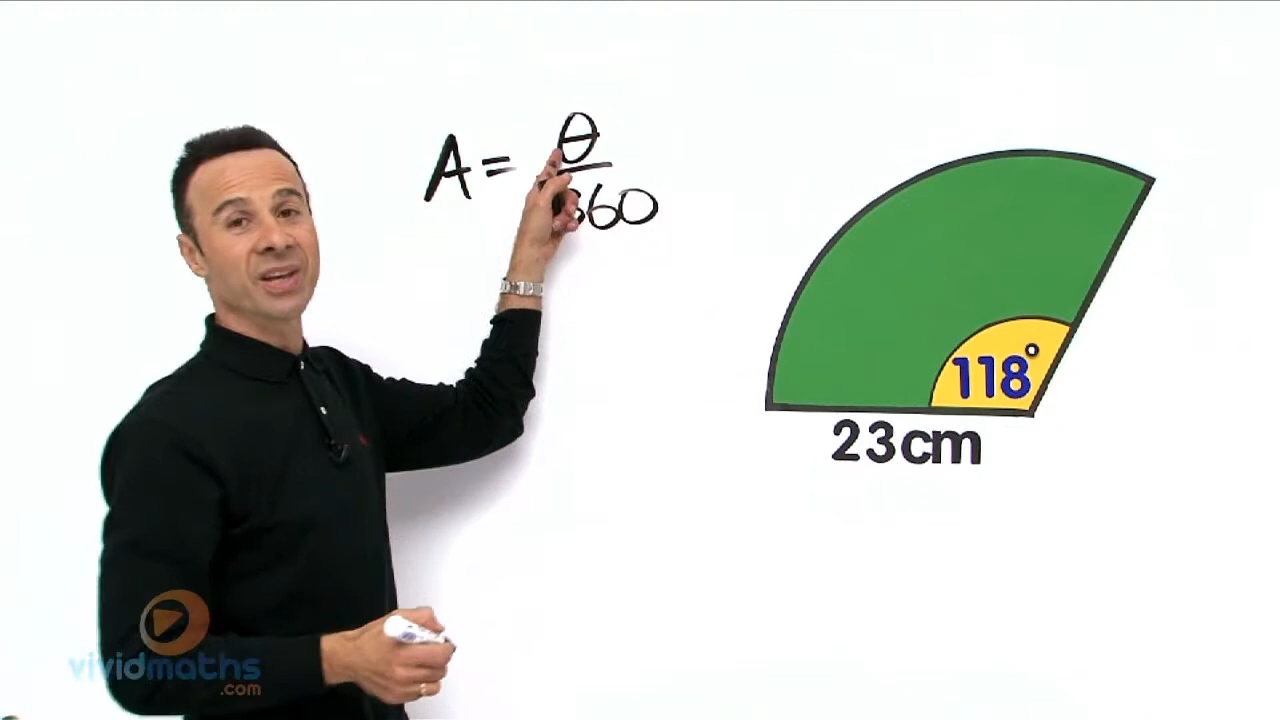 A = θ
360
118°
23cm
vividmaths
.com